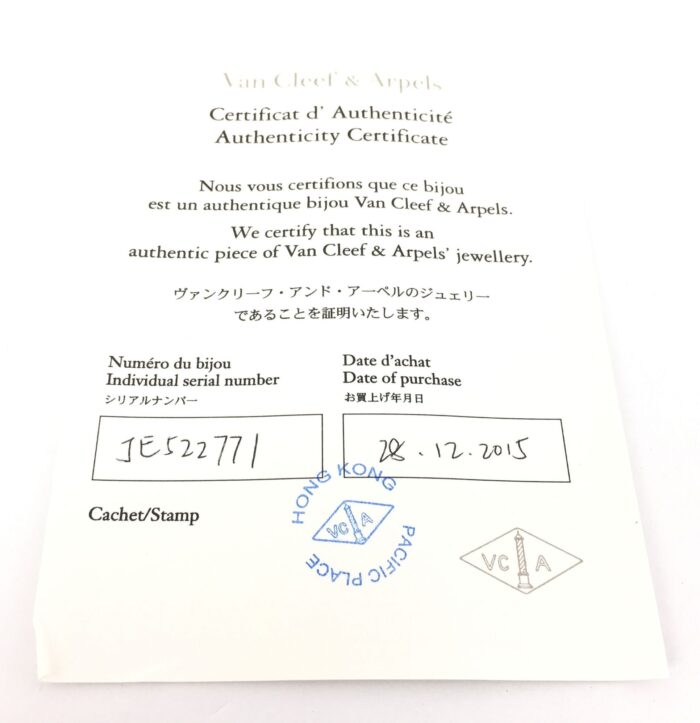 Van Cleef & Arpels
Certificat d' Authenticité
Authenticity Certificate
Nous vous certifions que ce bijou
est un authentique bijou Van Cleef & Arpels.
We certify that this is an
authentic piece of Van Cleef & Arpels' jewellery.
ヴァンクリーフ・アンド・アーペルのジュェリー
であることを証明いたします。
Numéro du bijou
Individual serial number
シリアルナンバー
JE522771
Date d'achat
Date of purchase
お買上げ年月日
28.12.2015
Cachet/Stamp
HONG KONG
VC A
PACIFIC PLACE
VC A